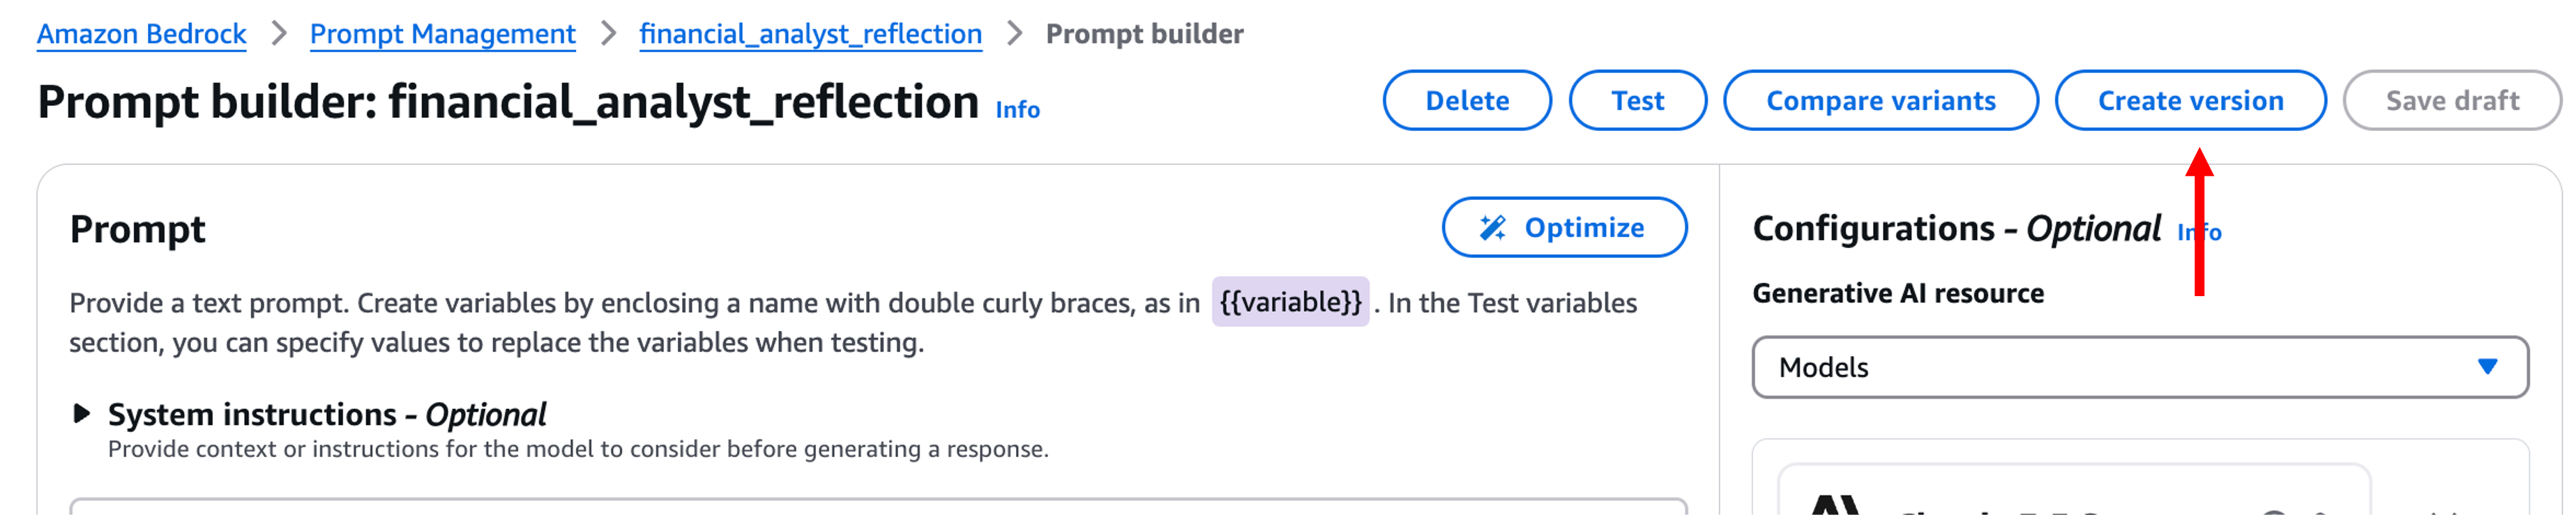 Amazon Bedrock > Prompt Management > financial_analyst_reflection > Prompt builder
Prompt builder: financial_analyst_reflection Info
Delete Test Compare variants Create version Save draft
Prompt
Optimize
Provide a text prompt. Create variables by enclosing a name with double curly braces, as in {{variable}} . In the Test variables
section, you can specify values to replace the variables when testing.
System instructions - Optional
Provide context or instructions for the model to consider before generating a response.
Configurations - Optional Info
Generative AI resource
Models